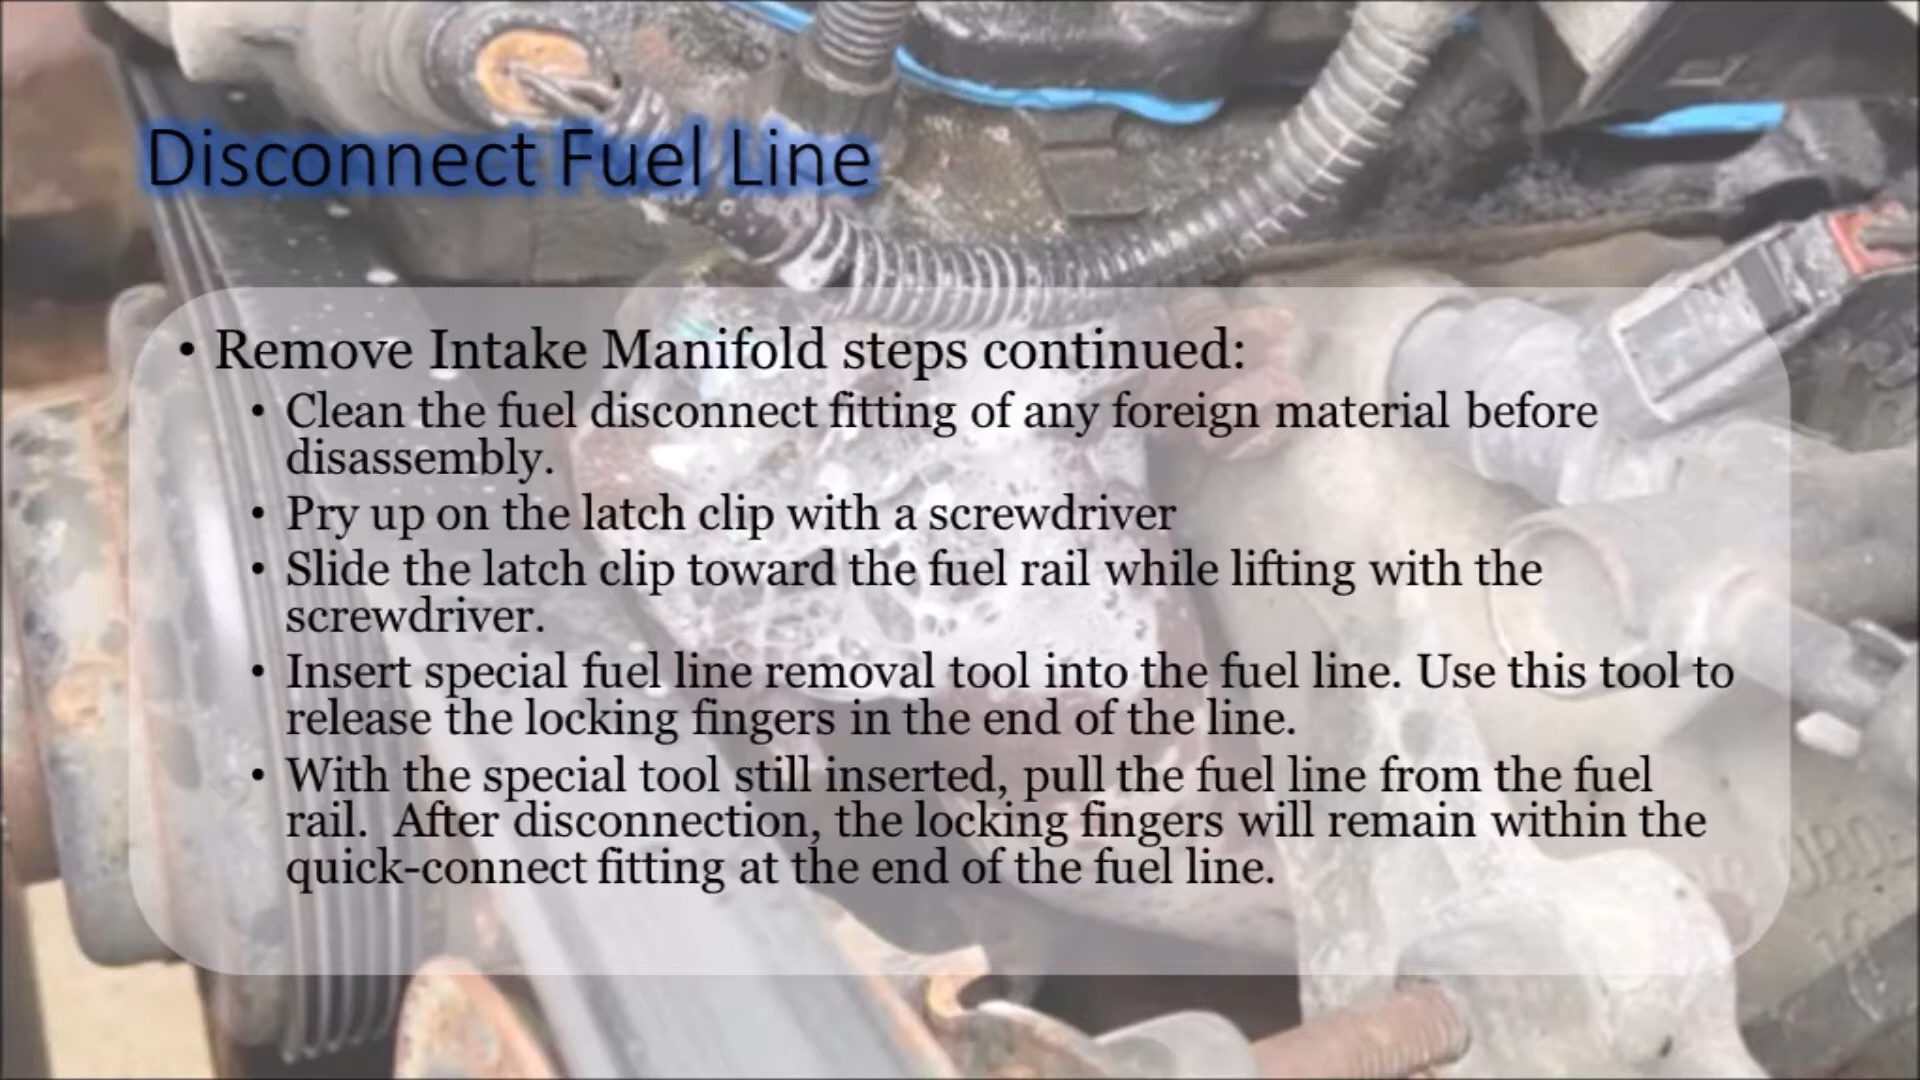 Disconnect Fuel Line
• Remove Intake Manifold steps continued:
• Clean the fuel disconnect fitting of any foreign material before
disassembly.
• Pry up on the latch clip with a screwdriver
• Slide the latch clip toward the fuel rail while lifting with the
screwdriver.
• Insert special fuel line removal tool into the fuel line. Use this tool to
release the locking fingers in the end of the line.
• With the special tool still inserted, pull the fuel line from the fuel
rail.  After disconnection, the locking fingers will remain within the
quick-connect fitting at the end of the fuel line.